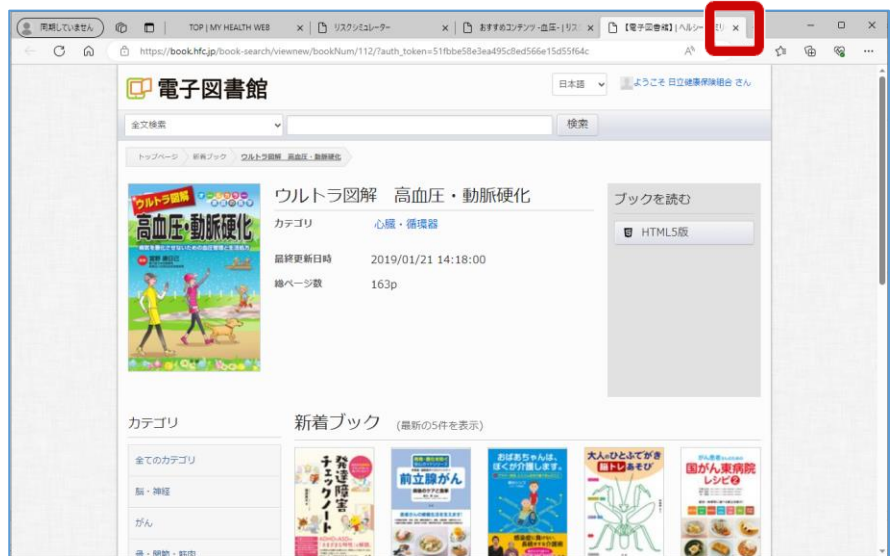 同期していません
TOP | MY HEALTH WEB
リスクシミュレーター
おすすめコンテンツ -血圧- | リス
【電子図書館】 | ヘルシー
https://book.hfc.jp/book-search/viewnew/bookNum/112/?auth_token=51fbbe58e3ea495c8ed566e15d55f64c
電子図書館
日本語
ようこそ 日立健康保険組合 さん
全文検索
検索
トップページ
新着ブック
ウルトラ図解 高血圧・動脈硬化
ウルトラ図解
高血圧・動脈硬化
ウルトラ図解 高血圧・動脈硬化
カテゴリ
心臓・循環器
最終更新日時
2019/01/21 14:18:00
総ページ数
163p
ブックを読む
HTML5版
カテゴリ
全てのカテゴリ
脳・神経
がん
骨・関節・筋肉
新着ブック (最新の5件を表示)
発達障害
チェックノート
前立腺がん
おばあちゃんは、
ぼくが介護します。
大人のひとふでがき
脳トレあそび
国がん東病院
レシピ❷